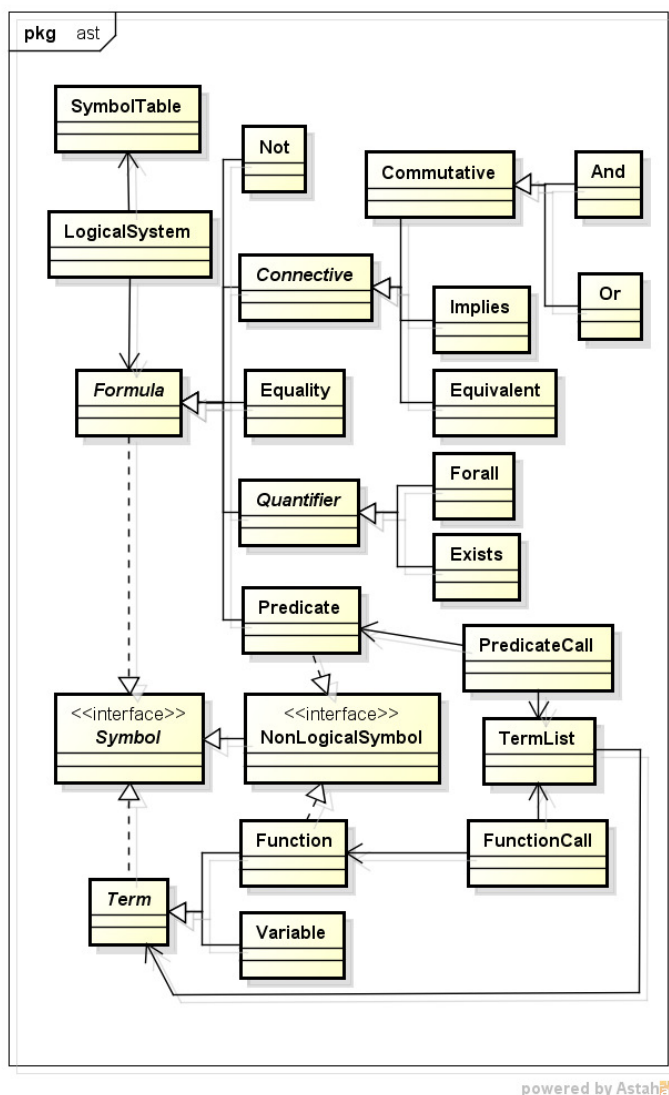 pkg ast
SymbolTable
Not
Commutative
And
LogicalSystem
Connective
Implies
Or
Formula
Equality
Equivalent
Quantifier
Forall
Exists
Predicate
PredicateCall
<<interface>>
Symbol
<<interface>>
NonLogicalSymbol
TermList
Function
FunctionCall
Term
Variable
powered by Astah